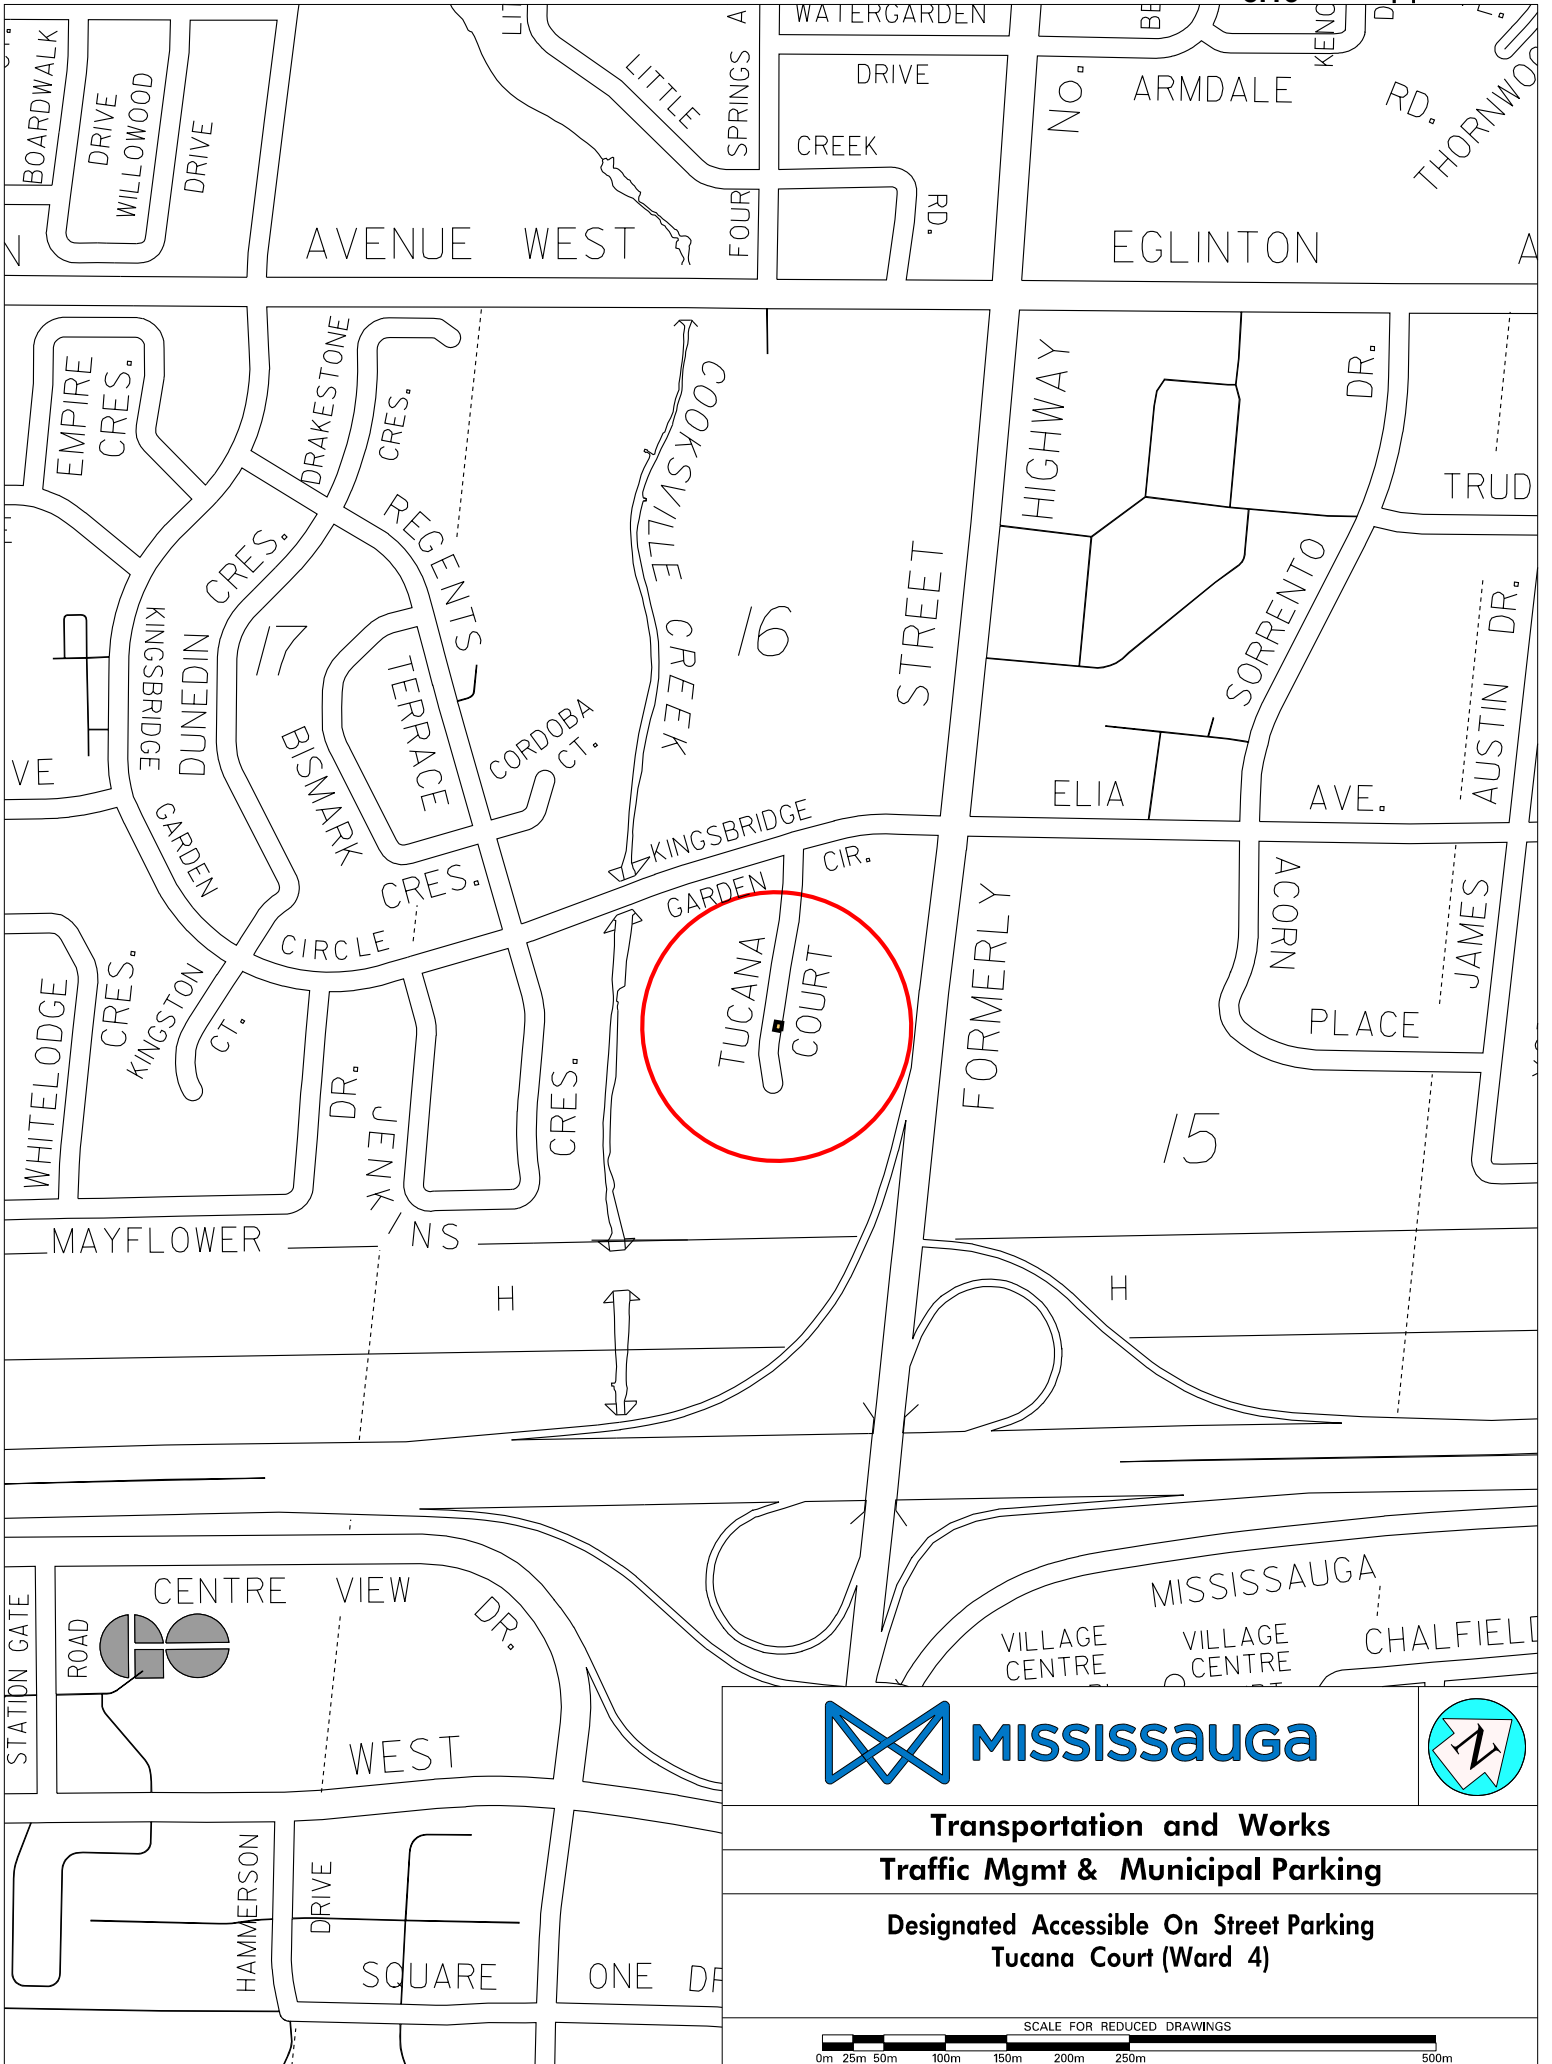 WATERGARDEN
DRIVE
BOARDWALK
DRIVE
WILLOWOOD
DRIVE
LITTLE
FOUR SPRINGS A
CREEK
RD.
No.
ARMDALE
RD.
AVENUE WEST
EGLINTON
EMPIRE
CRES.
DRAKESTONE
CRES.
COOKSVILLE CREEK
HIGHWAY
DR.
TRUD
REGENTS
TERRACE
CRES.
DUNEDIN
KINGSBRIDGE
GARDEN
CIRCLE
17
16
STREET
SORRENTO
AUSTIN DR.
BISMARK
CRES.
CORDOBA
CT.
VE
ELIA
AVE.
KINGSBRIDGE
GARDEN
CIR.
TUCANA
COURT
FORMERLY
ACORN
PLACE
JAMES
WHITELODGE
CRES.
KINGSTON
CT.
DR.
JENKINS
CRES.
15
MAYFLOWER
H
H
CENTRE VIEW
DR.
STATION GATE
ROAD
WEST
MISSISSAUGA
VILLAGE
CENTRE
VILLAGE
CENTRE
CHALFIELD
HAMMERSON
DRIVE
SQUARE ONE
MISSISSauGa
N
Transportation and Works
Traffic Mgmt & Municipal Parking
Designated Accessible On Street Parking
Tucana Court (Ward 4)
SCALE FOR REDUCED DRAWINGS
0m 25m 50m 100m 150m 200m 250m 500m